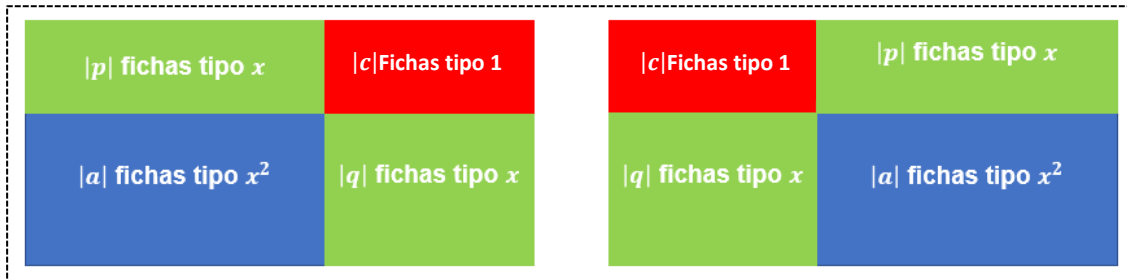 |p| fichas tipo x
|c|Fichas tipo 1
|a| fichas tipo x²
|q| fichas tipo x
|c|Fichas tipo 1
|p| fichas tipo x
|q| fichas tipo x
|a| fichas tipo x²